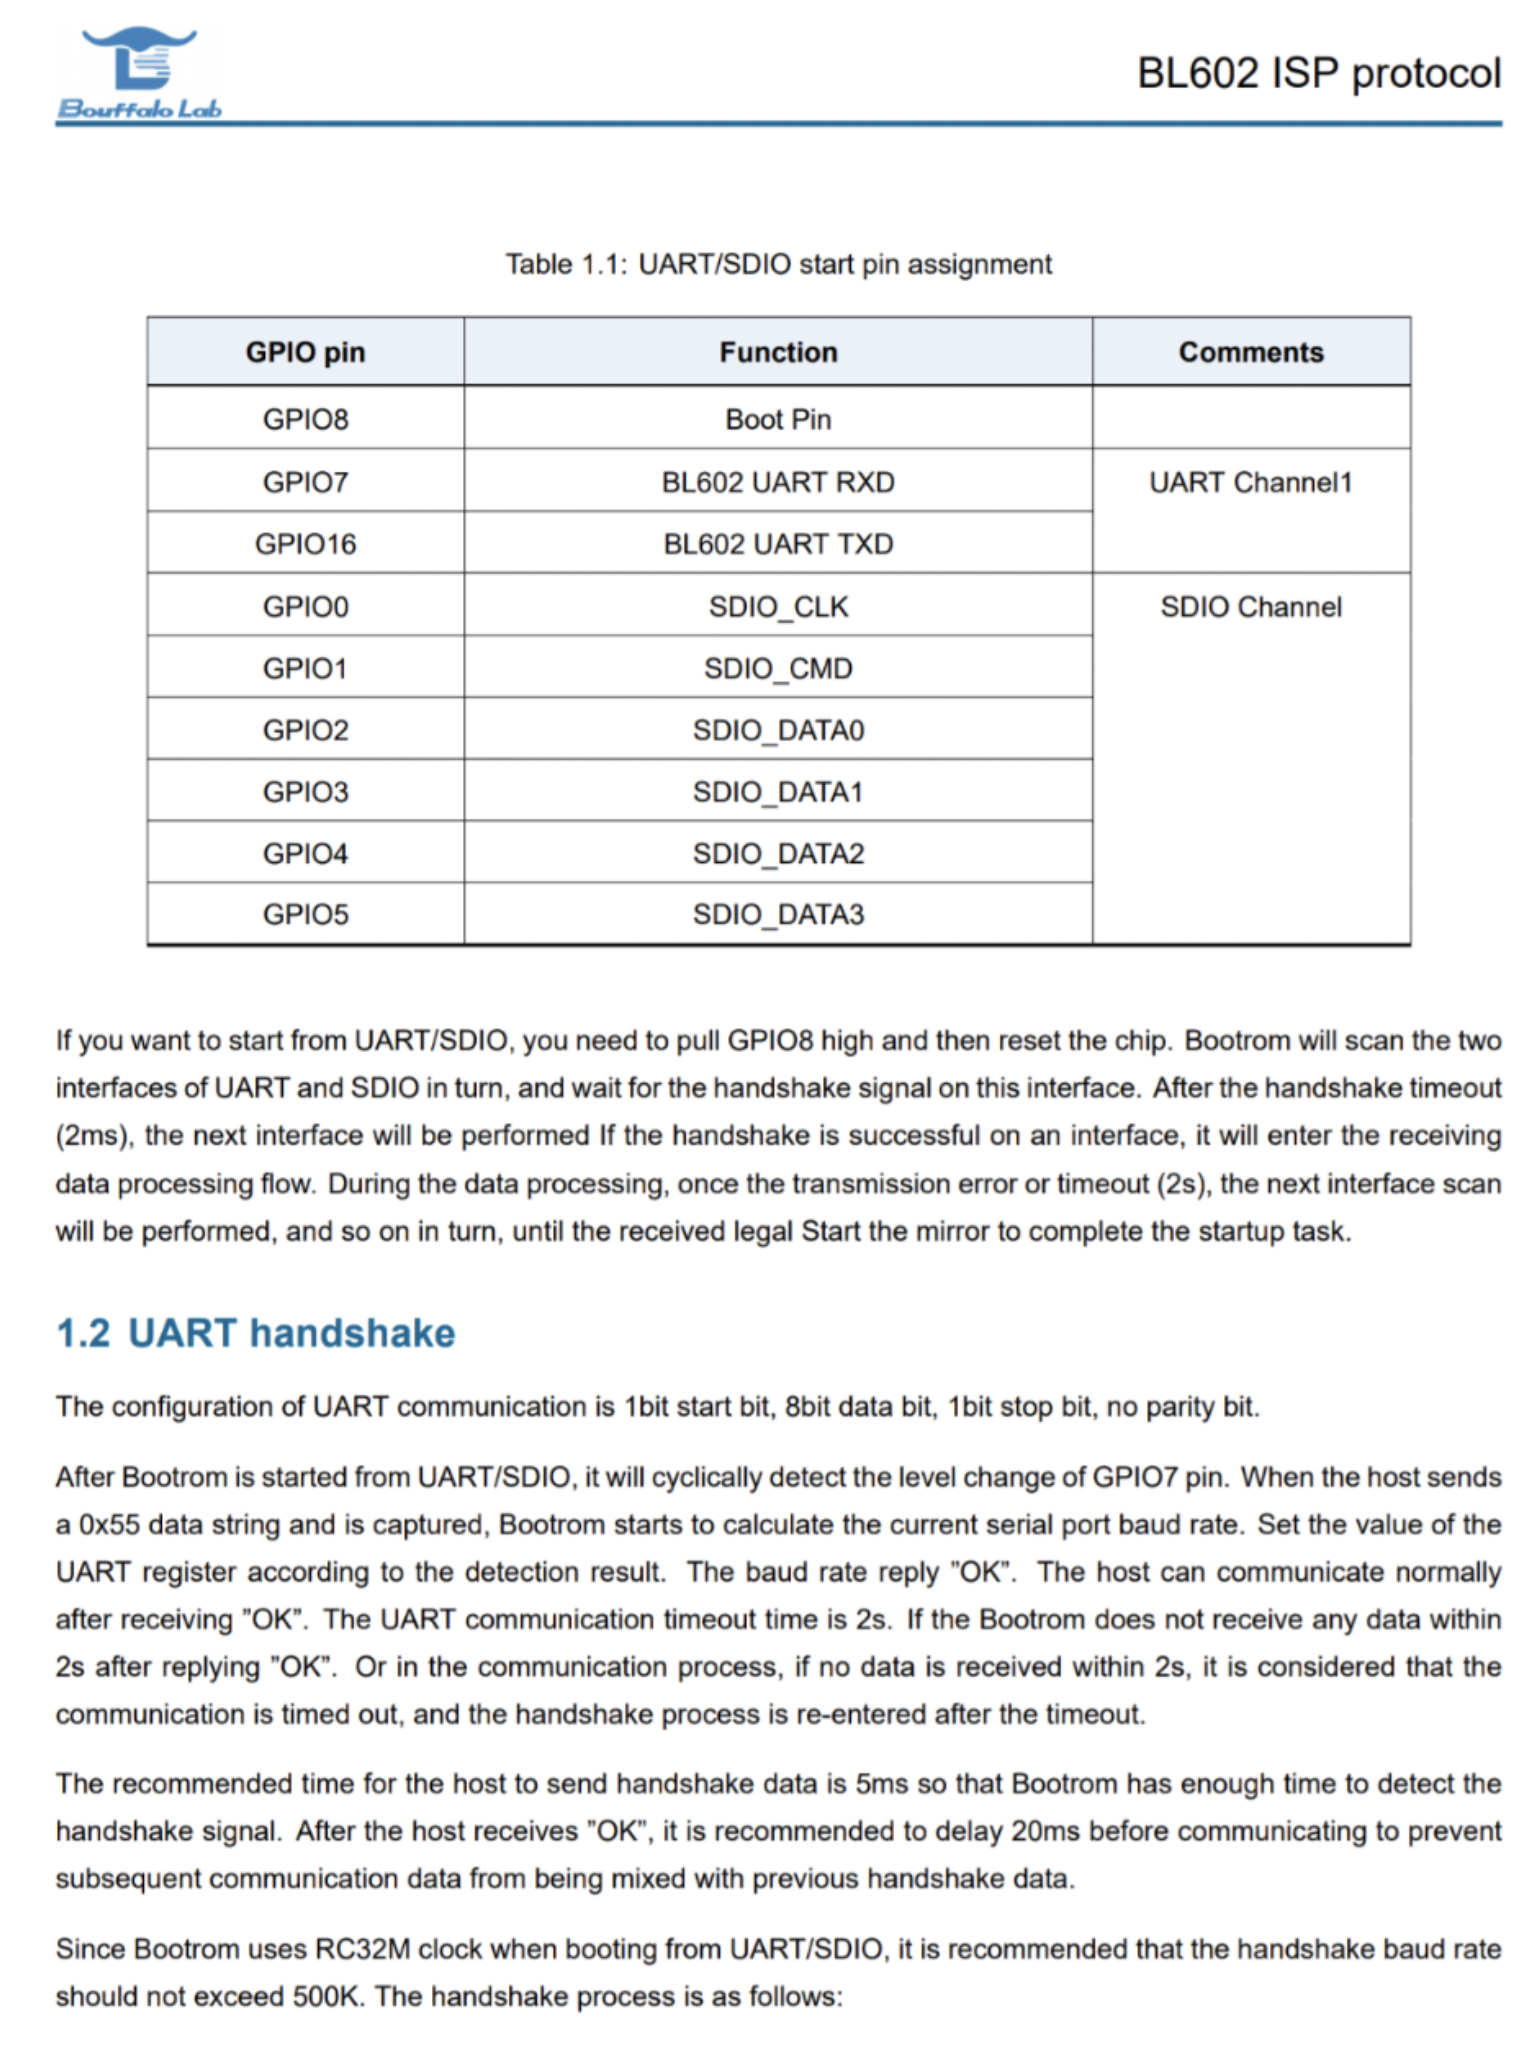 Bouffalo Lab
BL602 ISP protocol
Table 1.1: UART/SDIO start pin assignment
GPIO pin Function Comments
GPIO8 Boot Pin
GPIO7 BL602 UART RXD UART Channel1
GPIO16 BL602 UART TXD
GPIO0 SDIO_CLK SDIO Channel
GPIO1 SDIO_CMD
GPIO2 SDIO_DATA0
GPIO3 SDIO_DATA1
GPIO4 SDIO_DATA2
GPIO5 SDIO_DATA3
If you want to start from UART/SDIO, you need to pull GPIO8 high and then reset the chip. Bootrom will scan the two
interfaces of UART and SDIO in turn, and wait for the handshake signal on this interface. After the handshake timeout
(2ms), the next interface will be performed If the handshake is successful on an interface, it will enter the receiving
data processing flow. During the data processing, once the transmission error or timeout (2s), the next interface scan
will be performed, and so on in turn, until the received legal Start the mirror to complete the startup task.
1.2 UART handshake
The configuration of UART communication is 1bit start bit, 8bit data bit, 1bit stop bit, no parity bit.
After Bootrom is started from UART/SDIO, it will cyclically detect the level change of GPIO7 pin. When the host sends
a 0x55 data string and is captured, Bootrom starts to calculate the current serial port baud rate. Set the value of the
UART register according to the detection result. The baud rate reply ”OK”. The host can communicate normally
after receiving ”OK”. The UART communication timeout time is 2s. If the Bootrom does not receive any data within
2s after replying ”OK”. Or in the communication process, if no data is received within 2s, it is considered that the
communication is timed out, and the handshake process is re-entered after the timeout.
The recommended time for the host to send handshake data is 5ms so that Bootrom has enough time to detect the
handshake signal. After the host receives ”OK”, it is recommended to delay 20ms before communicating to prevent
subsequent communication data from being mixed with previous handshake data.
Since Bootrom uses RC32M clock when booting from UART/SDIO, it is recommended that the handshake baud rate
should not exceed 500K. The handshake process is as follows: